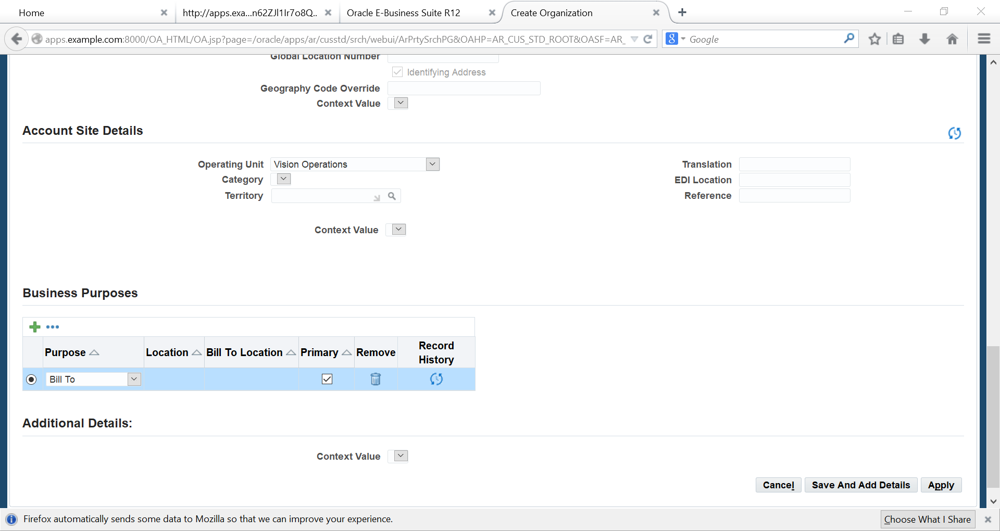 Home
http://apps.exa...n62ZJl1Ir7o8Q..
Oracle E-Business Suite R12
Create Organization
apps.example.com:8000/OA_HTML/OA.jsp?page=/oracle/apps/ar/cusstd/srch/webui/ArPrtySrchPG&OAHP=AR_CUS_STD_ROOT&OASF=AR_
8
Google
Global Location Number
Identifying Address
Geography Code Override
Context Value
Account Site Details
Operating Unit
Vision Operations
Translation
Category
EDI Location
Territory
Reference
Context Value
Business Purposes
Purpose
Location
Bill To Location
Primary
Remove
Record
History
Bill To
Additional Details:
Context Value
Cancel
Save And Add Details
Apply
Firefox automatically sends some data to Mozilla so that we can improve your experience.
Choose What I Share